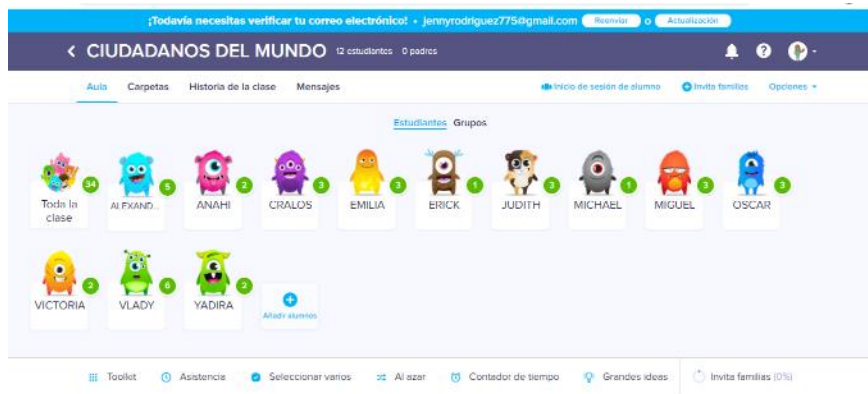 ¡Todavía necesitas verificar tu correo electrónico! • jennyrodriguez775@gmail.com Reenviar o Actualización
< CIUDADANOS DEL MUNDO 12 estudiantes 0 padres
Aula Carpetas Historia de la clase Mensajes Inicio de sesión de alumno Invita familias Opciones
Estudiantes Grupos
34 5 2 3 3 1 3 1 3 3
Toda la clase ALEXAND... ANAHI CRALOS EMILIA ERICK JUDITH MICHAEL MIGUEL OSCAR
2 6 2
VICTORIA VLADY YADIRA Añadir alumnos
Toolkit Asistencia Seleccionar varios Al azar Contador de tiempo Grandes ideas Invita familias (0%)